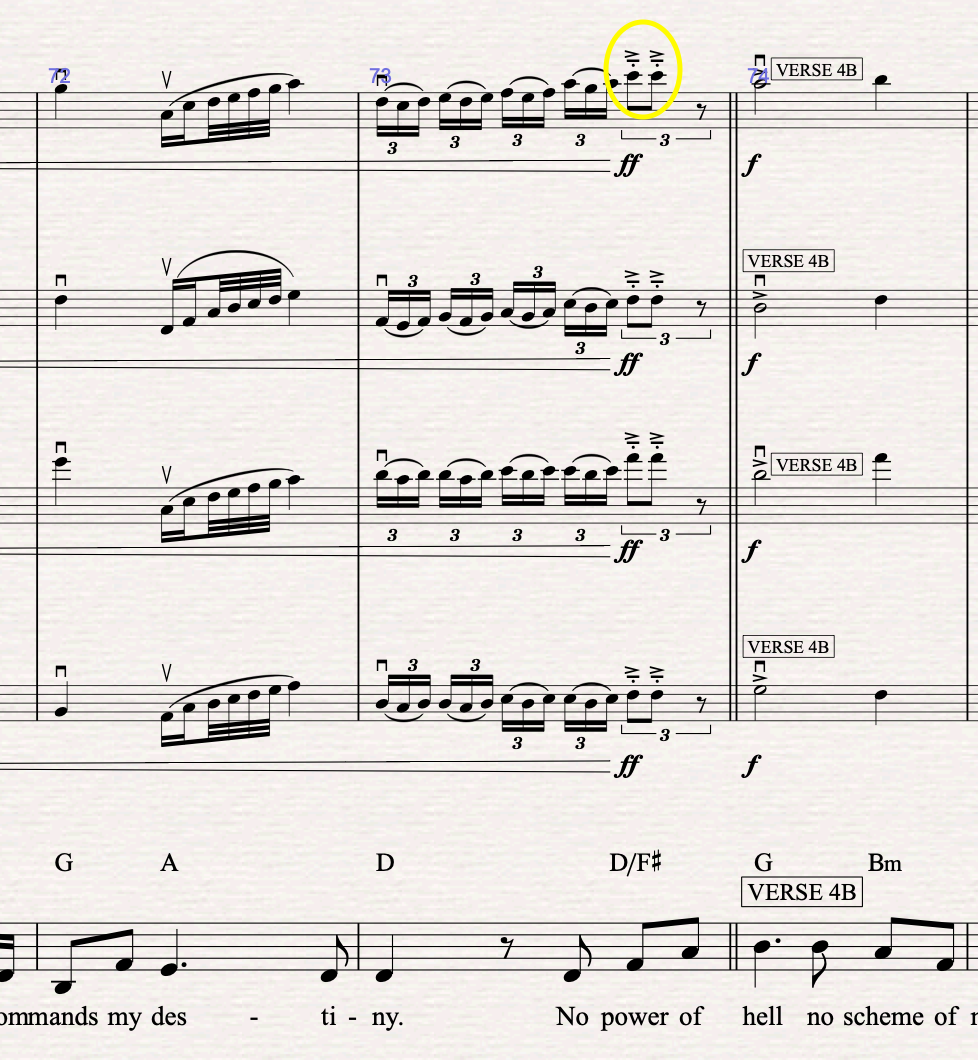 72 73 74 VERSE 4B
3 3 3 3 3
ff f
VERSE 4B
3 3 3
3 3
ff f
VERSE 4B
3 3 3 3 3
ff f
VERSE 4B
3 3
3 3 3
ff f
G A D D/F♯ G Bm
VERSE 4B
mands my des - ti - ny. No power of hell no scheme of